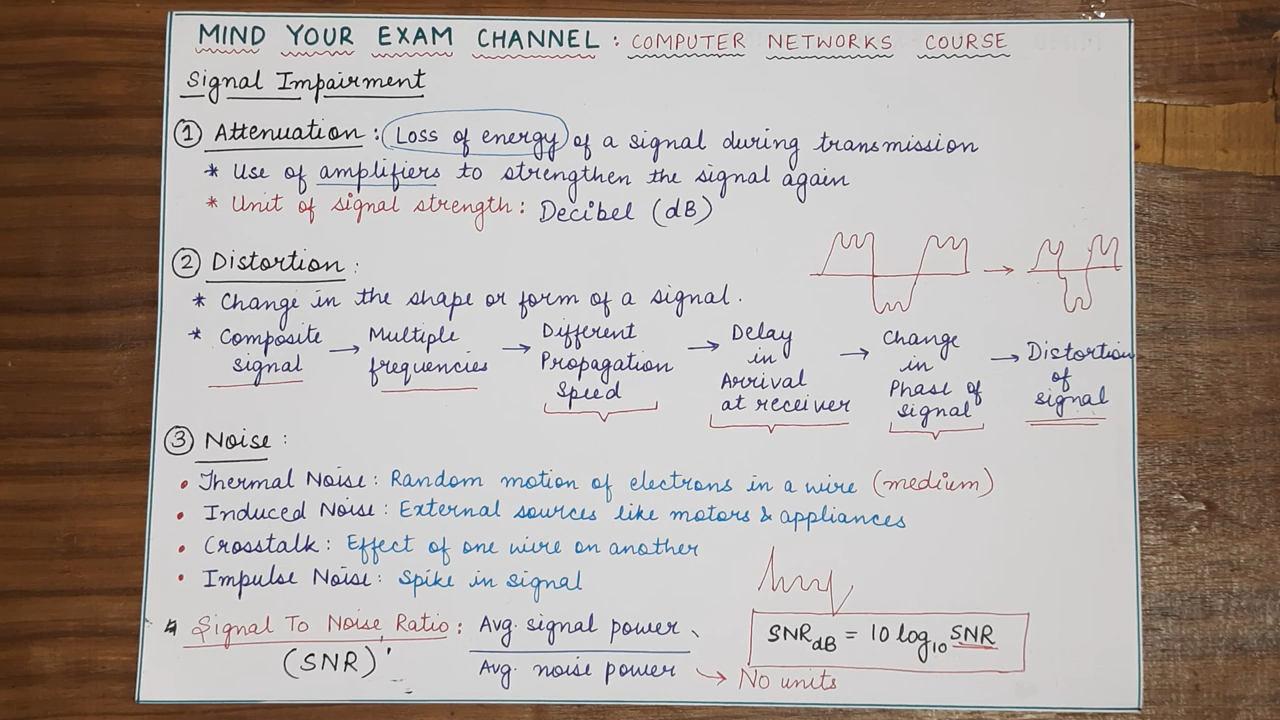 MIND YOUR EXAM CHANNEL : COMPUTER NETWORKS COURSE
Signal Impairment
① Attenuation : Loss of energy of a signal during transmission
* Use of amplifiers to strengthen the signal again
* Unit of signal strength : Decibel (dB)
② Distortion :
* Change in the shape or form of a signal.
* Composite signal → Multiple frequencies → Different Propagation Speed → Delay in Arrival at receiver → Change in Phase of signal → Distortion of signal
③ Noise :
• Thermal Noise : Random motion of electrons in a wire (medium)
• Induced Noise : External sources like motors & appliances
• Crosstalk : Effect of one wire on another
• Impulse Noise : Spike in signal
* Signal To Noise Ratio : Avg. signal power
(SNR) Avg. noise power → No units
SNR dB = 10 log10 SNR